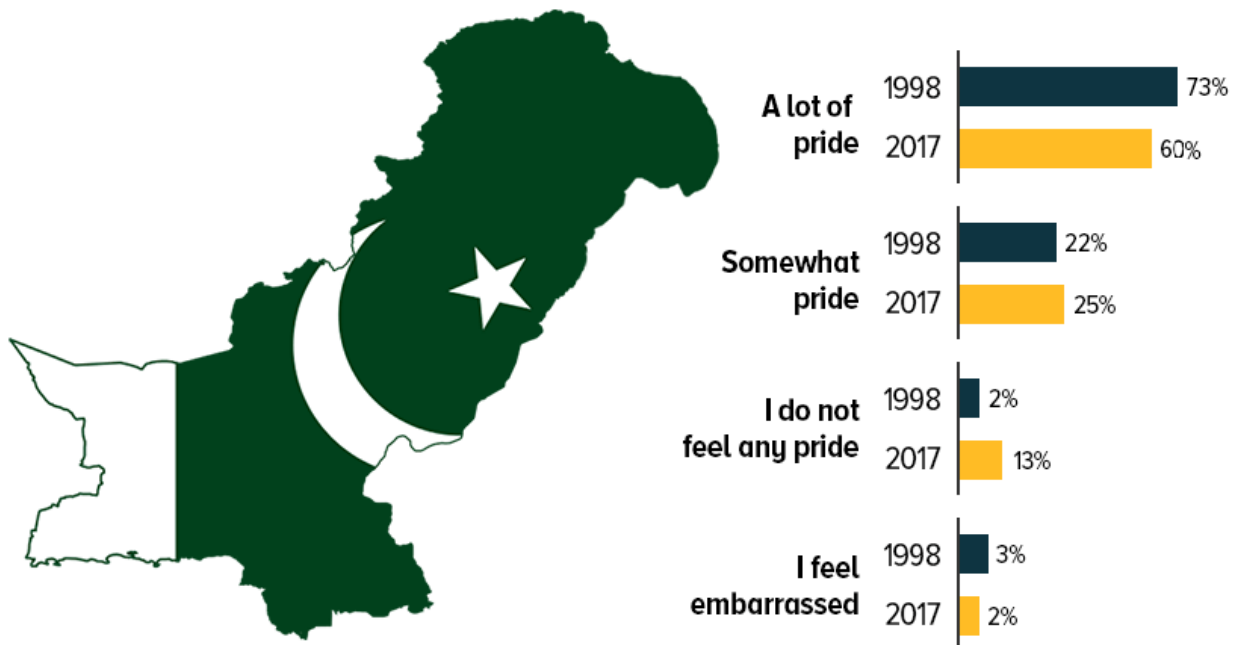 A lot of
pride
1998
73%
2017
60%
Somewhat
pride
1998
22%
2017
25%
I do not
feel any pride
1998
2%
2017
13%
I feel
embarrassed
1998
3%
2017
2%